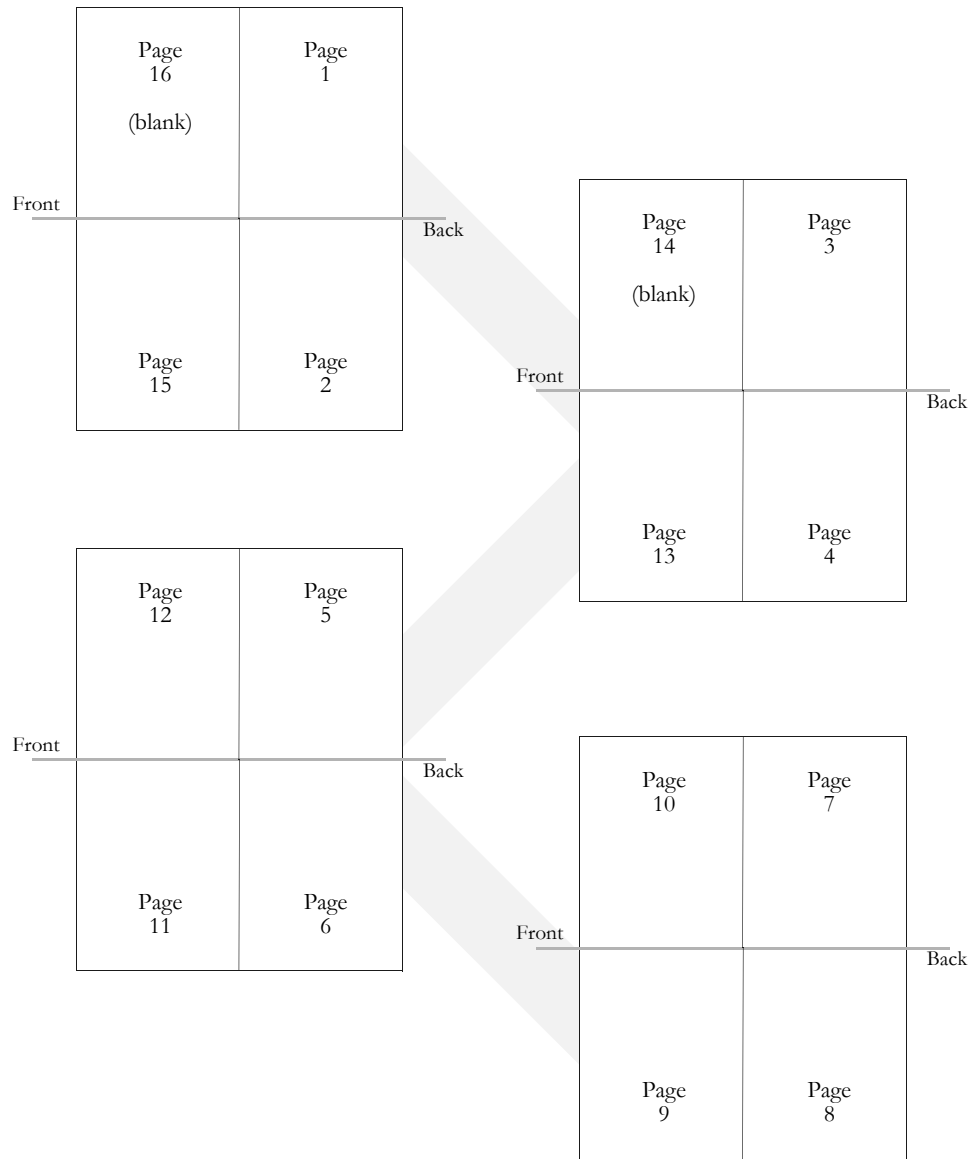 Page
16
(blank)
Page
1
Front
Back
Page
15
Page
2
Page
14
(blank)
Page
3
Front
Back
Page
13
Page
4
Page
12
Page
5
Front
Back
Page
11
Page
6
Page
10
Page
7
Front
Back
Page
9
Page
8